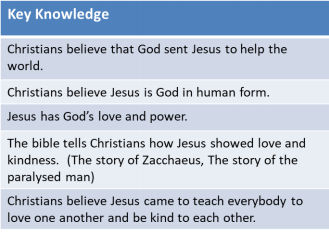 Key Knowledge
Christians believe that God sent Jesus to help the
world.
Christians believe Jesus is God in human form.
Jesus has God’s love and power.
The bible tells Christians how Jesus showed love and
kindness.  (The story of Zacchaeus, The story of the
paralysed man)
Christians believe Jesus came to teach everybody to
love one another and be kind to each other.